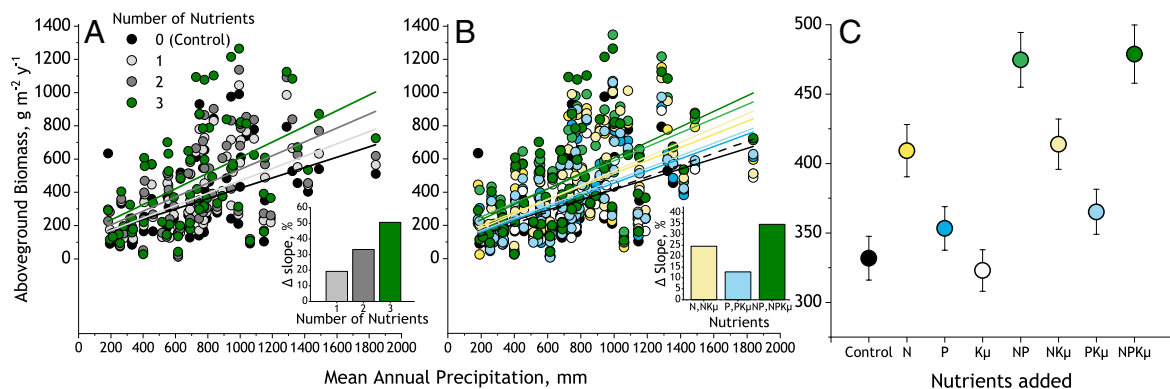 A
Number of Nutrients
0 (Control)
1
2
3
Aboveground Biomass, g m-2 y-1
1400
1200
1000
800
600
400
200
0
0 200 400 600 800 1000 1200 1400 1600 1800 2000
Δ slope, %
60
50
40
30
20
10
0
1 2 3
Number of Nutrients
B
1400
1200
1000
800
600
400
200
0
0 200 400 600 800 1000 1200 1400 1600 1800 2000
Δ Slope, %
40
35
30
25
20
15
10
5
0
N,NKμ P,PKμ NP,NPKμ
Nutrients
Mean Annual Precipitation, mm
C
500
450
400
350
300
Control N P Kμ NP NKμ PKμ NPKμ
Nutrients added